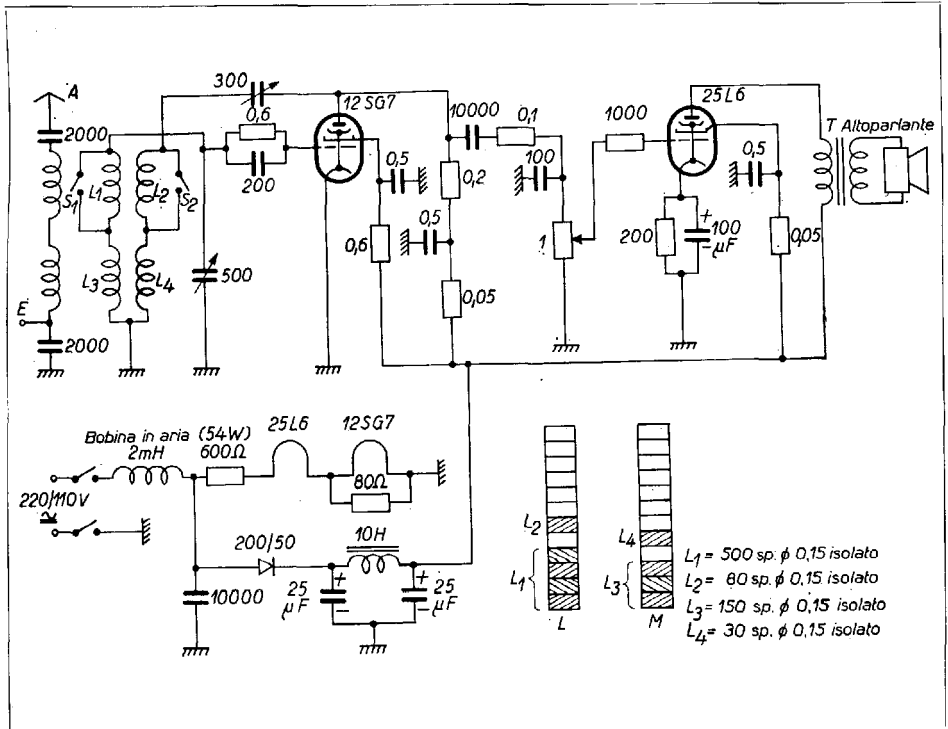 A
2000
S1
L1
L2
S2
L3
L4
E
2000
300
0,6
200
500
12SG7
0,5
0,6
10000
0,1
100
0,2
0,5
0,05
1
1000
25L6
200
+
100
- μF
0,5
0,05
T Altoparlante
Bobina in aria (54W)
2mH
600Ω
25L6
12SG7
80Ω
220/110V
200/50
10H
10000
+
25
μF
-
+
25
- μF
L2
L1
L
L4
L3
M
L1 = 500 sp. φ 0,15 isolato
L2 = 80 sp. φ 0,15 isolato
L3 = 150 sp. φ 0,15 isolato
L4 = 30 sp. φ 0,15 isolato